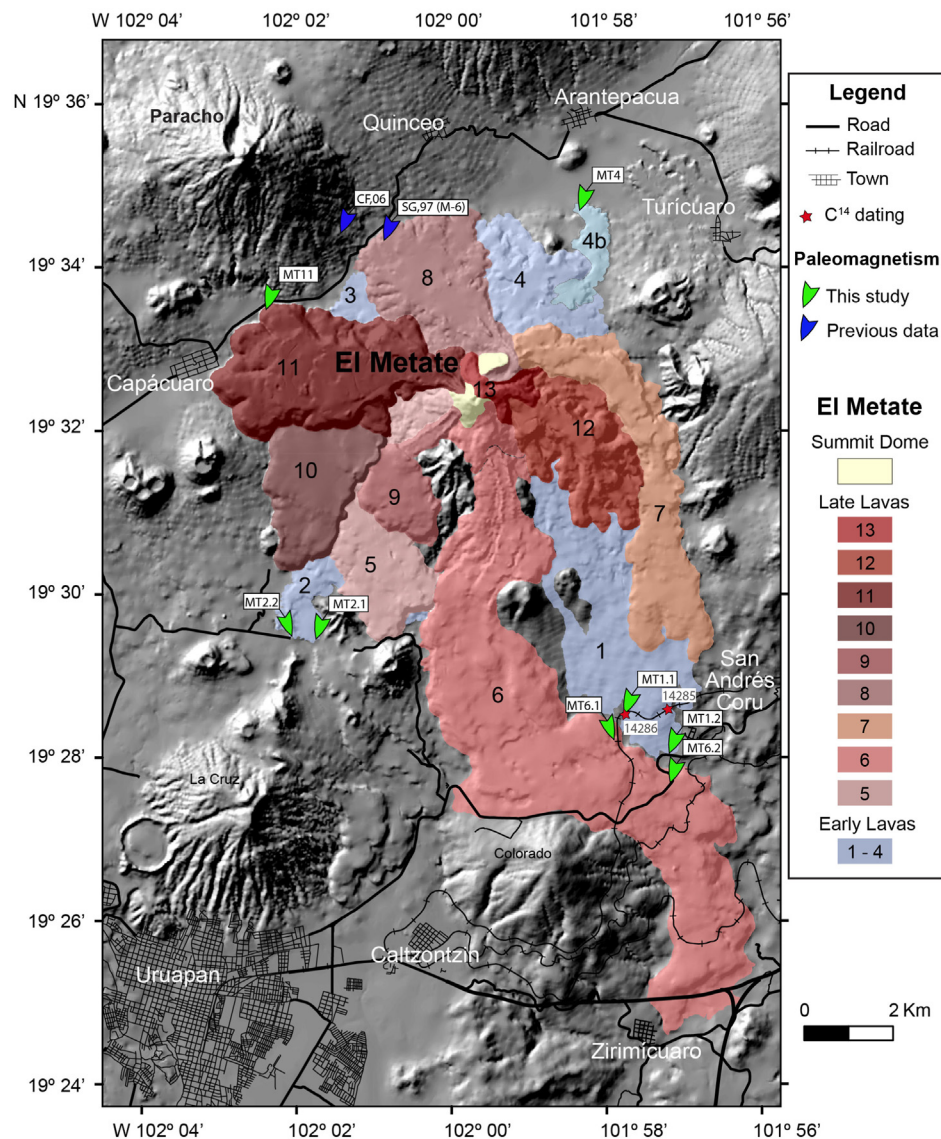 W 102º 04’
102º 02’
102º 00’
101º 58’
101º 56’
N 19º 36’
19º 34’
19º 32’
19º 30’
19º 28’
19º 26’
19º 24’
Paracho
Quinceo
Arantepacua
Turícuaro
CF,06
SG,97 (M-6)
MT4
4b
MT11
3
8
4
11
El Metate
Capácuaro
13
12
10
9
7
5
2
MT2.2
MT2.1
1
6
San
Andrés
Coru
MT1.1
14285
MT6.1
14286
MT1.2
MT6.2
La Cruz
Colorado
Uruapan
Caltzontzin
Zirimícuaro
W 102º 04’
102º 02’
102º 00’
101º 58’
101º 56’
Legend
Road
Railroad
Town
C¹⁴ dating
Paleomagnetism
This study
Previous data
El Metate
Summit Dome
Late Lavas
13
12
11
10
9
8
7
6
5
Early Lavas
1 - 4
0 2 Km